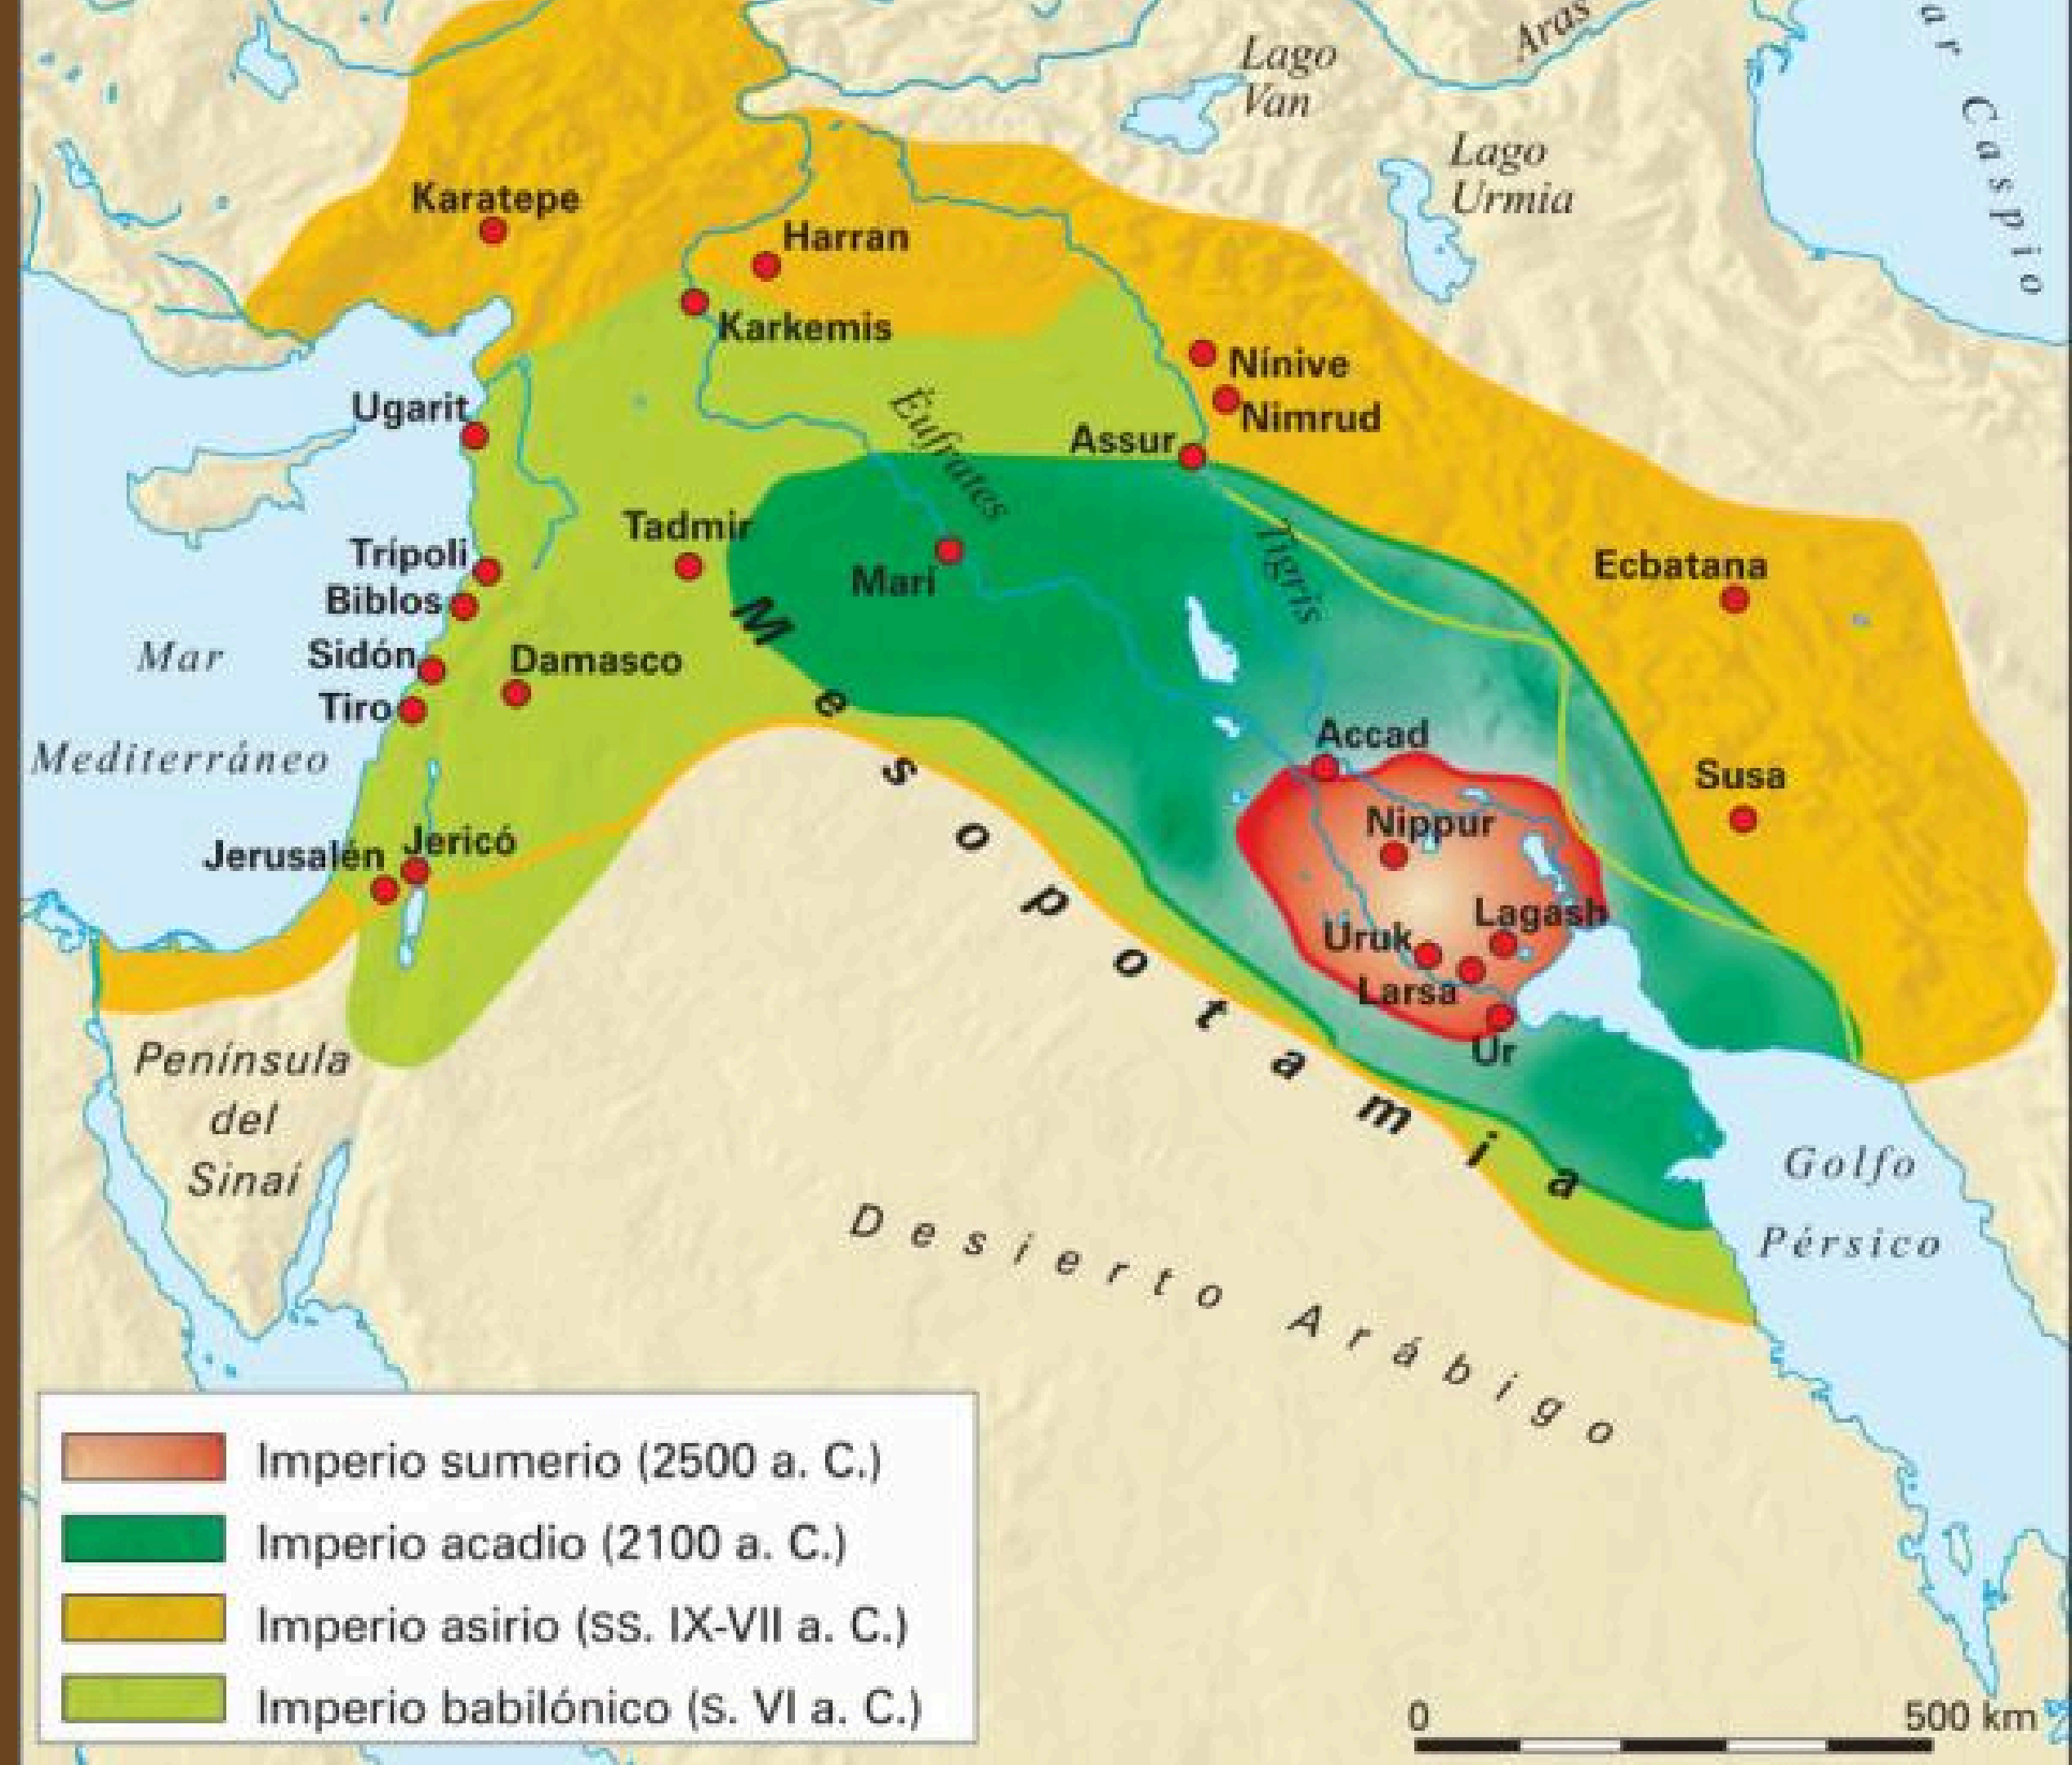 Aras
ar Caspio
Lago
Van
Lago
Urmia
Karatepe
Harran
Karkemis
Nínive
Nimrud
Ugarit
Éufrates
Assur
Tadmir
Tigris
Trípoli
Mari
Ecbatana
Biblos
Mar
Sidón
Damasco
Tiro
Mediterráneo
Accad
Susa
Mesopotamia
Nippur
Jericó
Jerusalén
Lagash
Uruk
Larsa
Ur
Península
del
Sinaí
Golfo
Pérsico
Desierto Arábigo
Imperio sumerio (2500 a. C.)
Imperio acadio (2100 a. C.)
Imperio asirio (ss. IX-VII a. C.)
Imperio babilónico (s. VI a. C.)
0 500 km